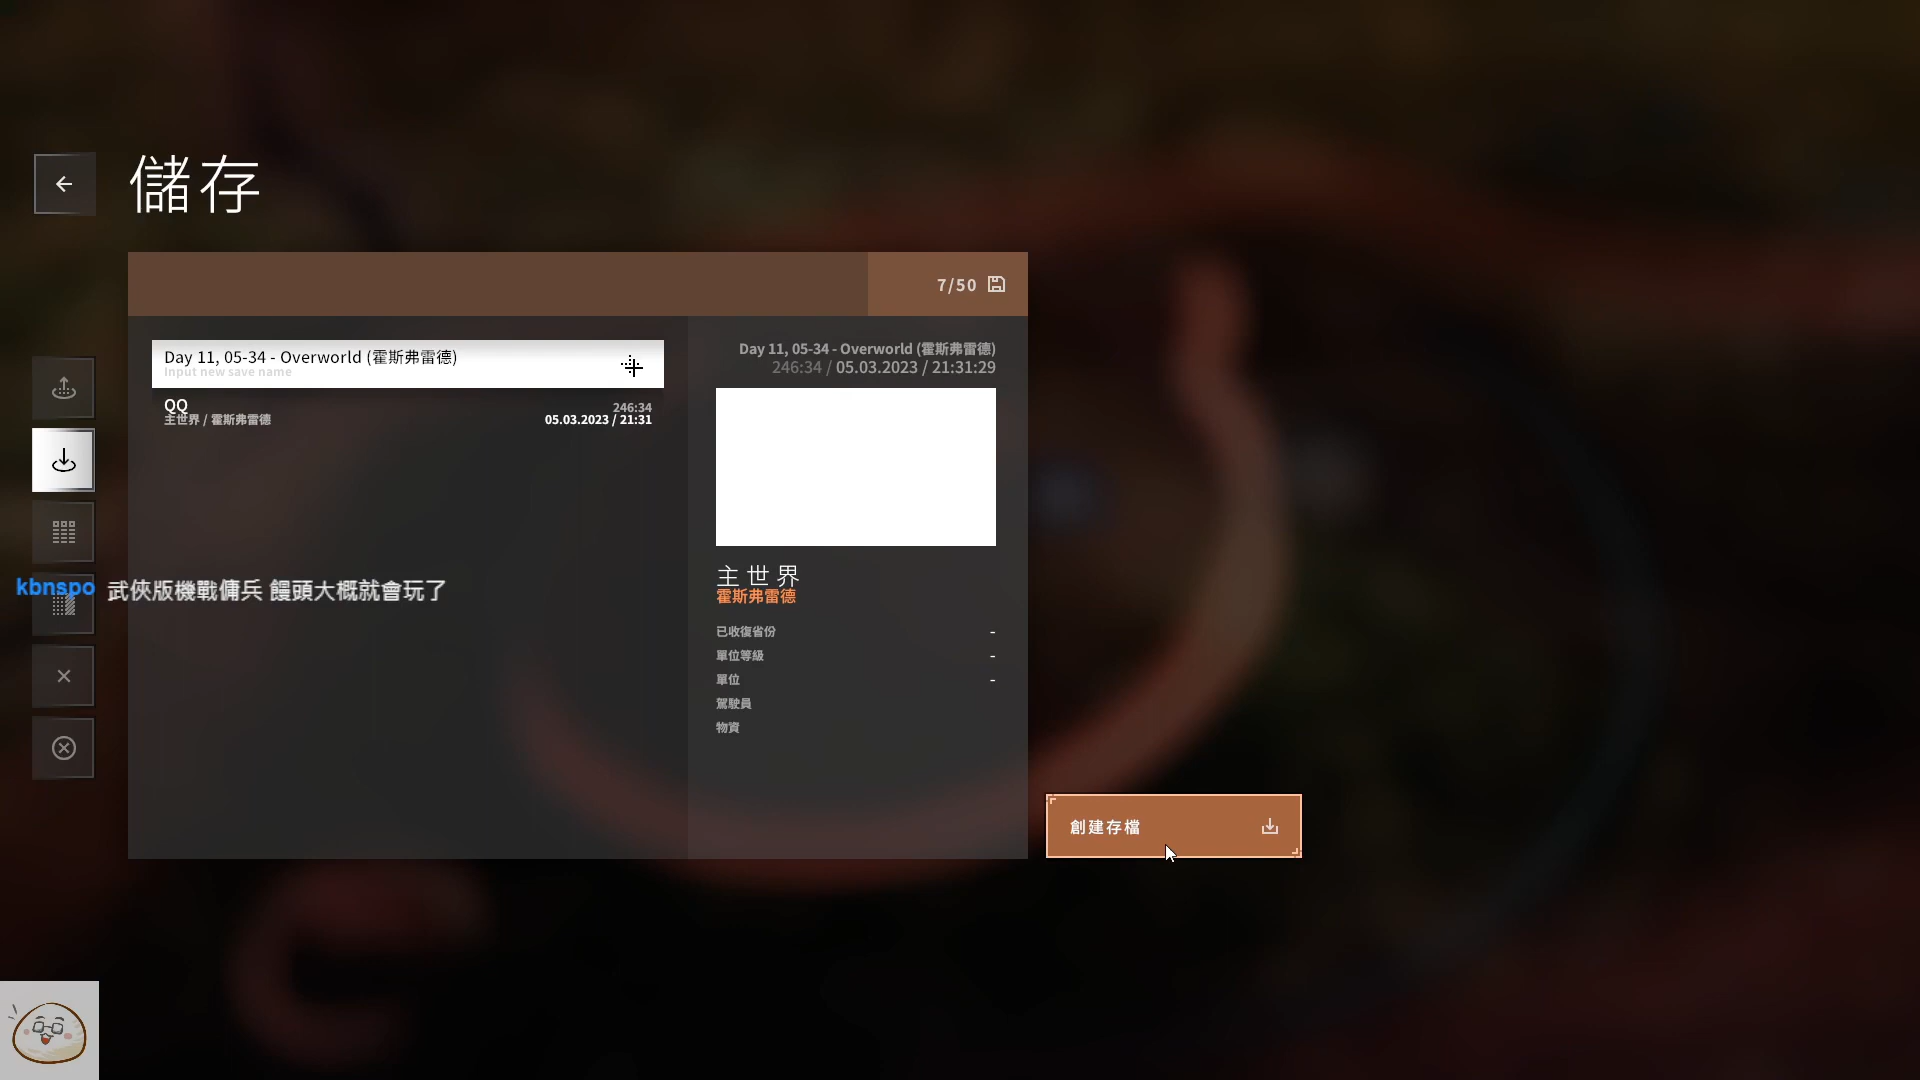 儲存
7/50
Day 11, 05-34 - Overworld (霍斯弗雷德)
Input new save name
QQ
246:34
主世界 / 霍斯弗雷德
05.03.2023 / 21:31
Day 11, 05-34 - Overworld (霍斯弗雷德)
246:34 / 05.03.2023 / 21:31:29
主世界
霍斯弗雷德
已收復省份 -
單位等級 -
單位 -
駕駛員
物資
kbnspo 武俠版機戰傭兵 饅頭大概就會玩了
創建存檔